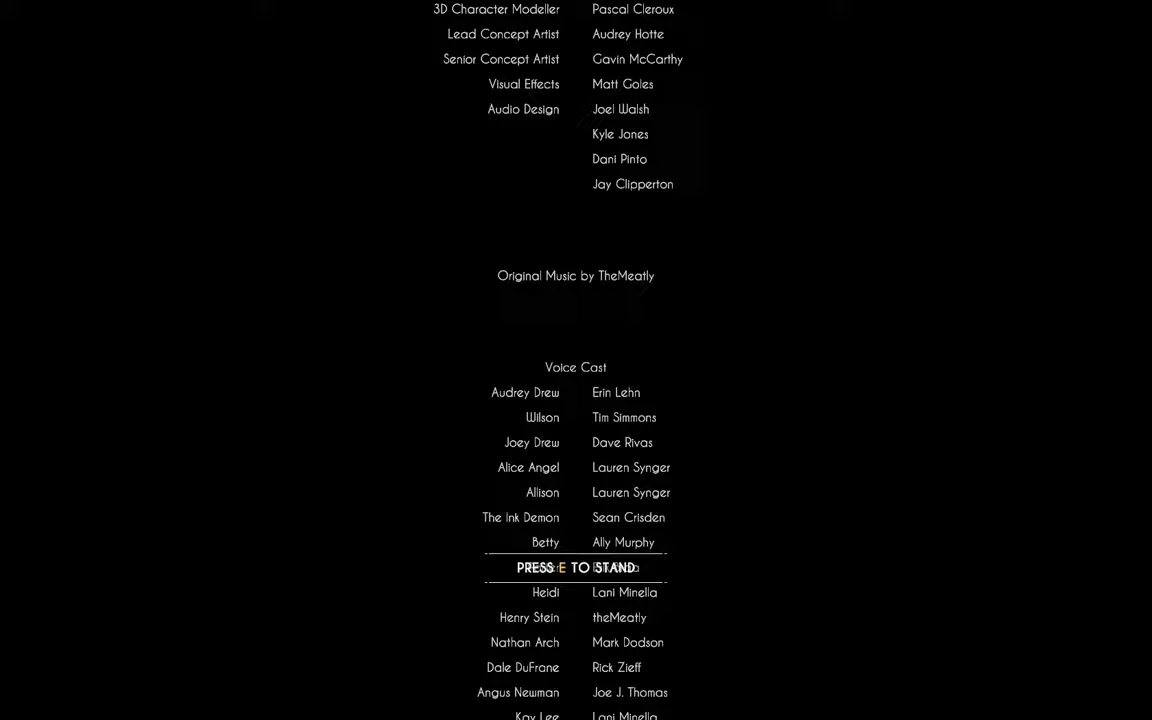 3D Character Modeller Pascal Cleroux
Lead Concept Artist Audrey Hotte
Senior Concept Artist Gavin McCarthy
Visual Effects Matt Goles
Audio Design Joel Walsh
Kyle Jones
Dani Pinto
Jay Clipperton
Original Music by TheMeatly
Voice Cast
Audrey Drew Erin Lehn
Wilson Tim Simmons
Joey Drew Dave Rivas
Alice Angel Lauren Synger
Allison Lauren Synger
The Ink Demon Sean Crisden
Betty Ally Murphy
PRESS E TO STAND
Heidi Lani Minella
Henry Stein theMeatly
Nathan Arch Mark Dodson
Dale DuFrane Rick Zieff
Angus Newman Joe J. Thomas
Kay Lee Lani Minella